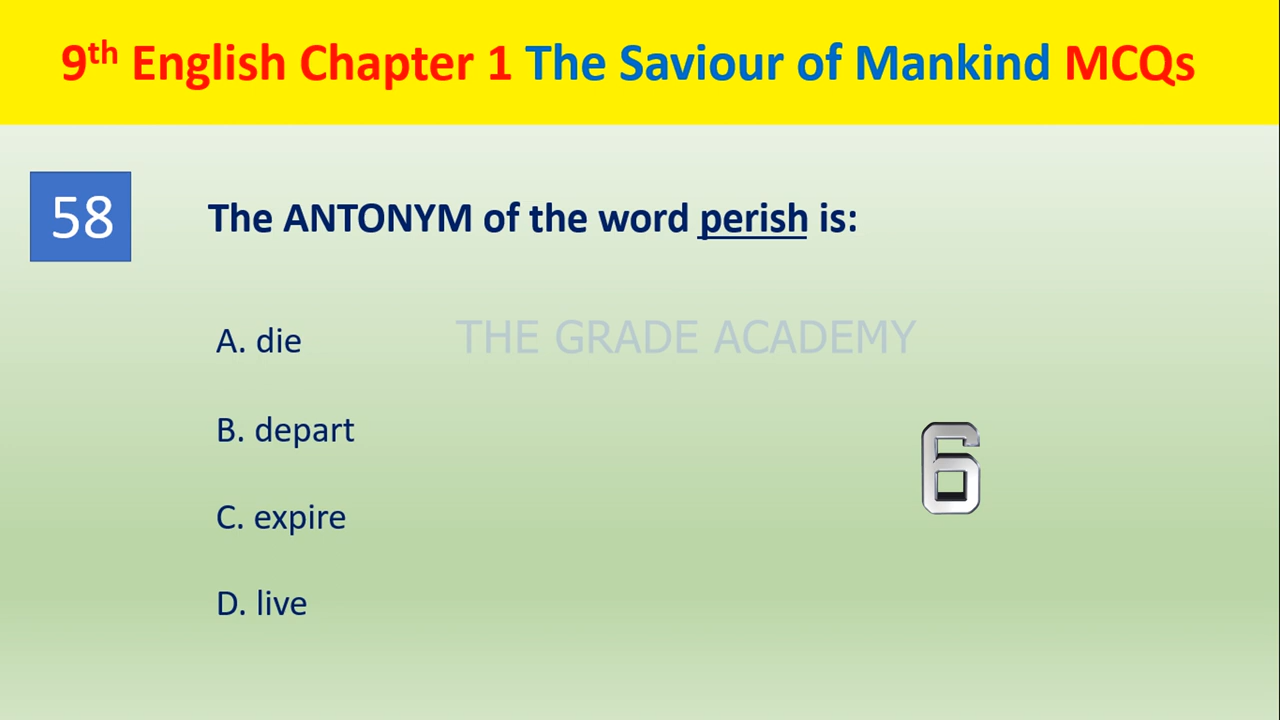 9th English Chapter 1 The Saviour of Mankind MCQs
58
The ANTONYM of the word perish is:
A. die
THE GRADE ACADEMY
B. depart
6
C. expire
D. live